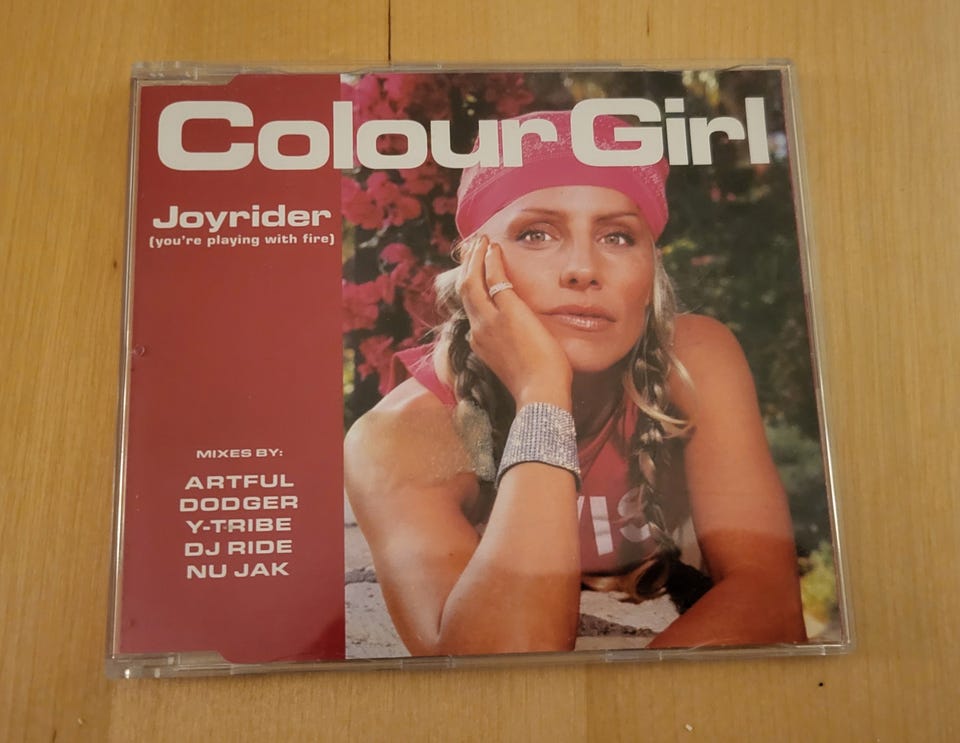 Colour Girl
Joyrider
(you're playing with fire)
MIXES BY:
ARTFUL
DODGER
Y-TRIBE
DJ RIDE
NU JAK